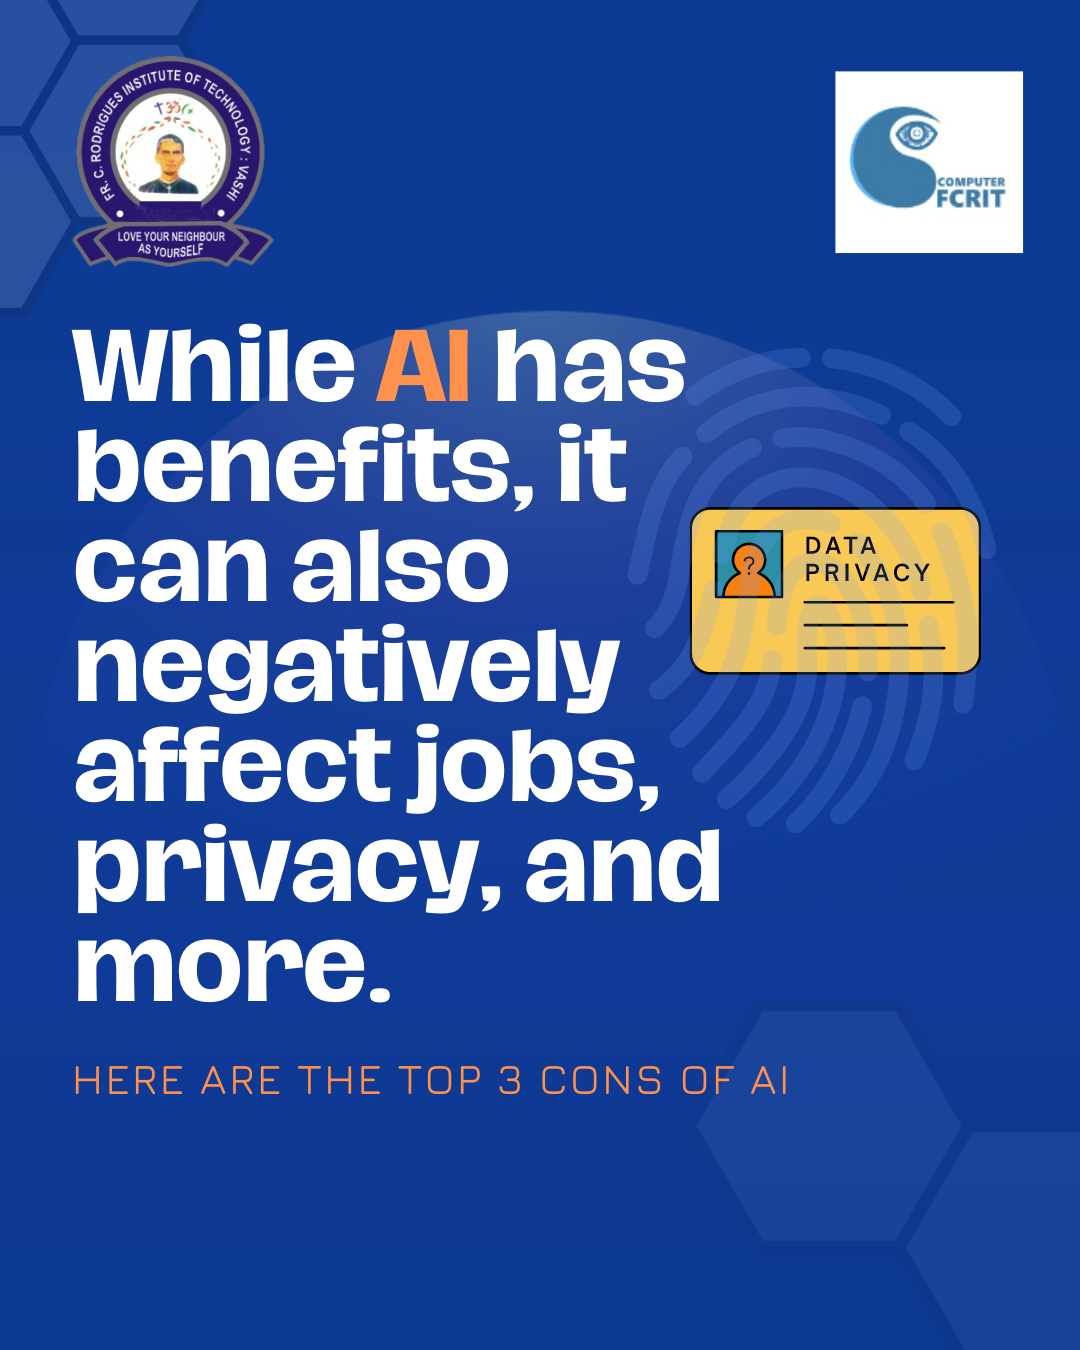 FR. C. RODRIGUES INSTITUTE OF TECHNOLOGY : VASHI
LOVE YOUR NEIGHBOUR
AS YOURSELF
COMPUTER
FCRIT
While AI has
benefits, it
can also
negatively
affect jobs,
privacy, and
more.
?
DATA
PRIVACY
HERE ARE THE TOP 3 CONS OF AI